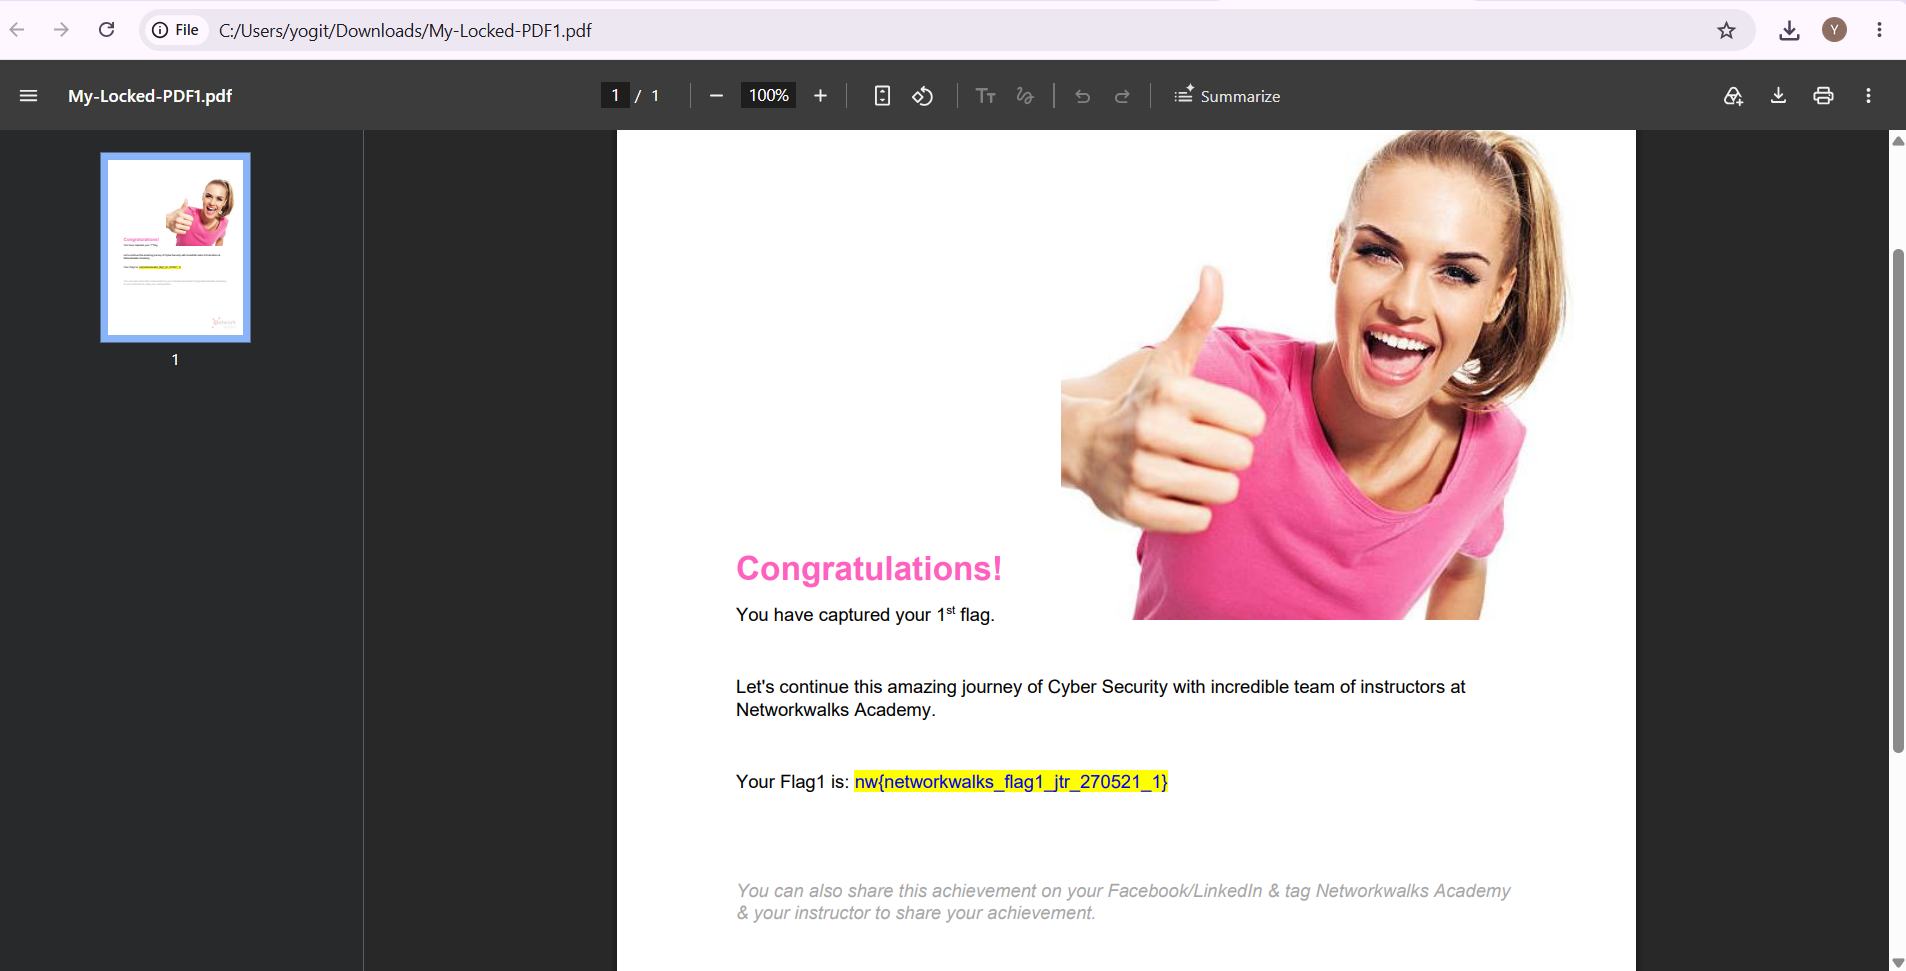 File
C:/Users/yogit/Downloads/My-Locked-PDF1.pdf
Y
My-Locked-PDF1.pdf
1 / 1
100%
Summarize
Congratulations!
You have captured your 1st flag.
Let's continue this amazing journey of Cyber Security with incredible team of instructors at
Networkwalks Academy.
Your Flag1 is: nw{networkwalks_flag1_jtr_270521_1}
You can also share this achievement on your Facebook/LinkedIn & tag Networkwalks Academy
& your instructor to share your achievement.
Congratulations!
1